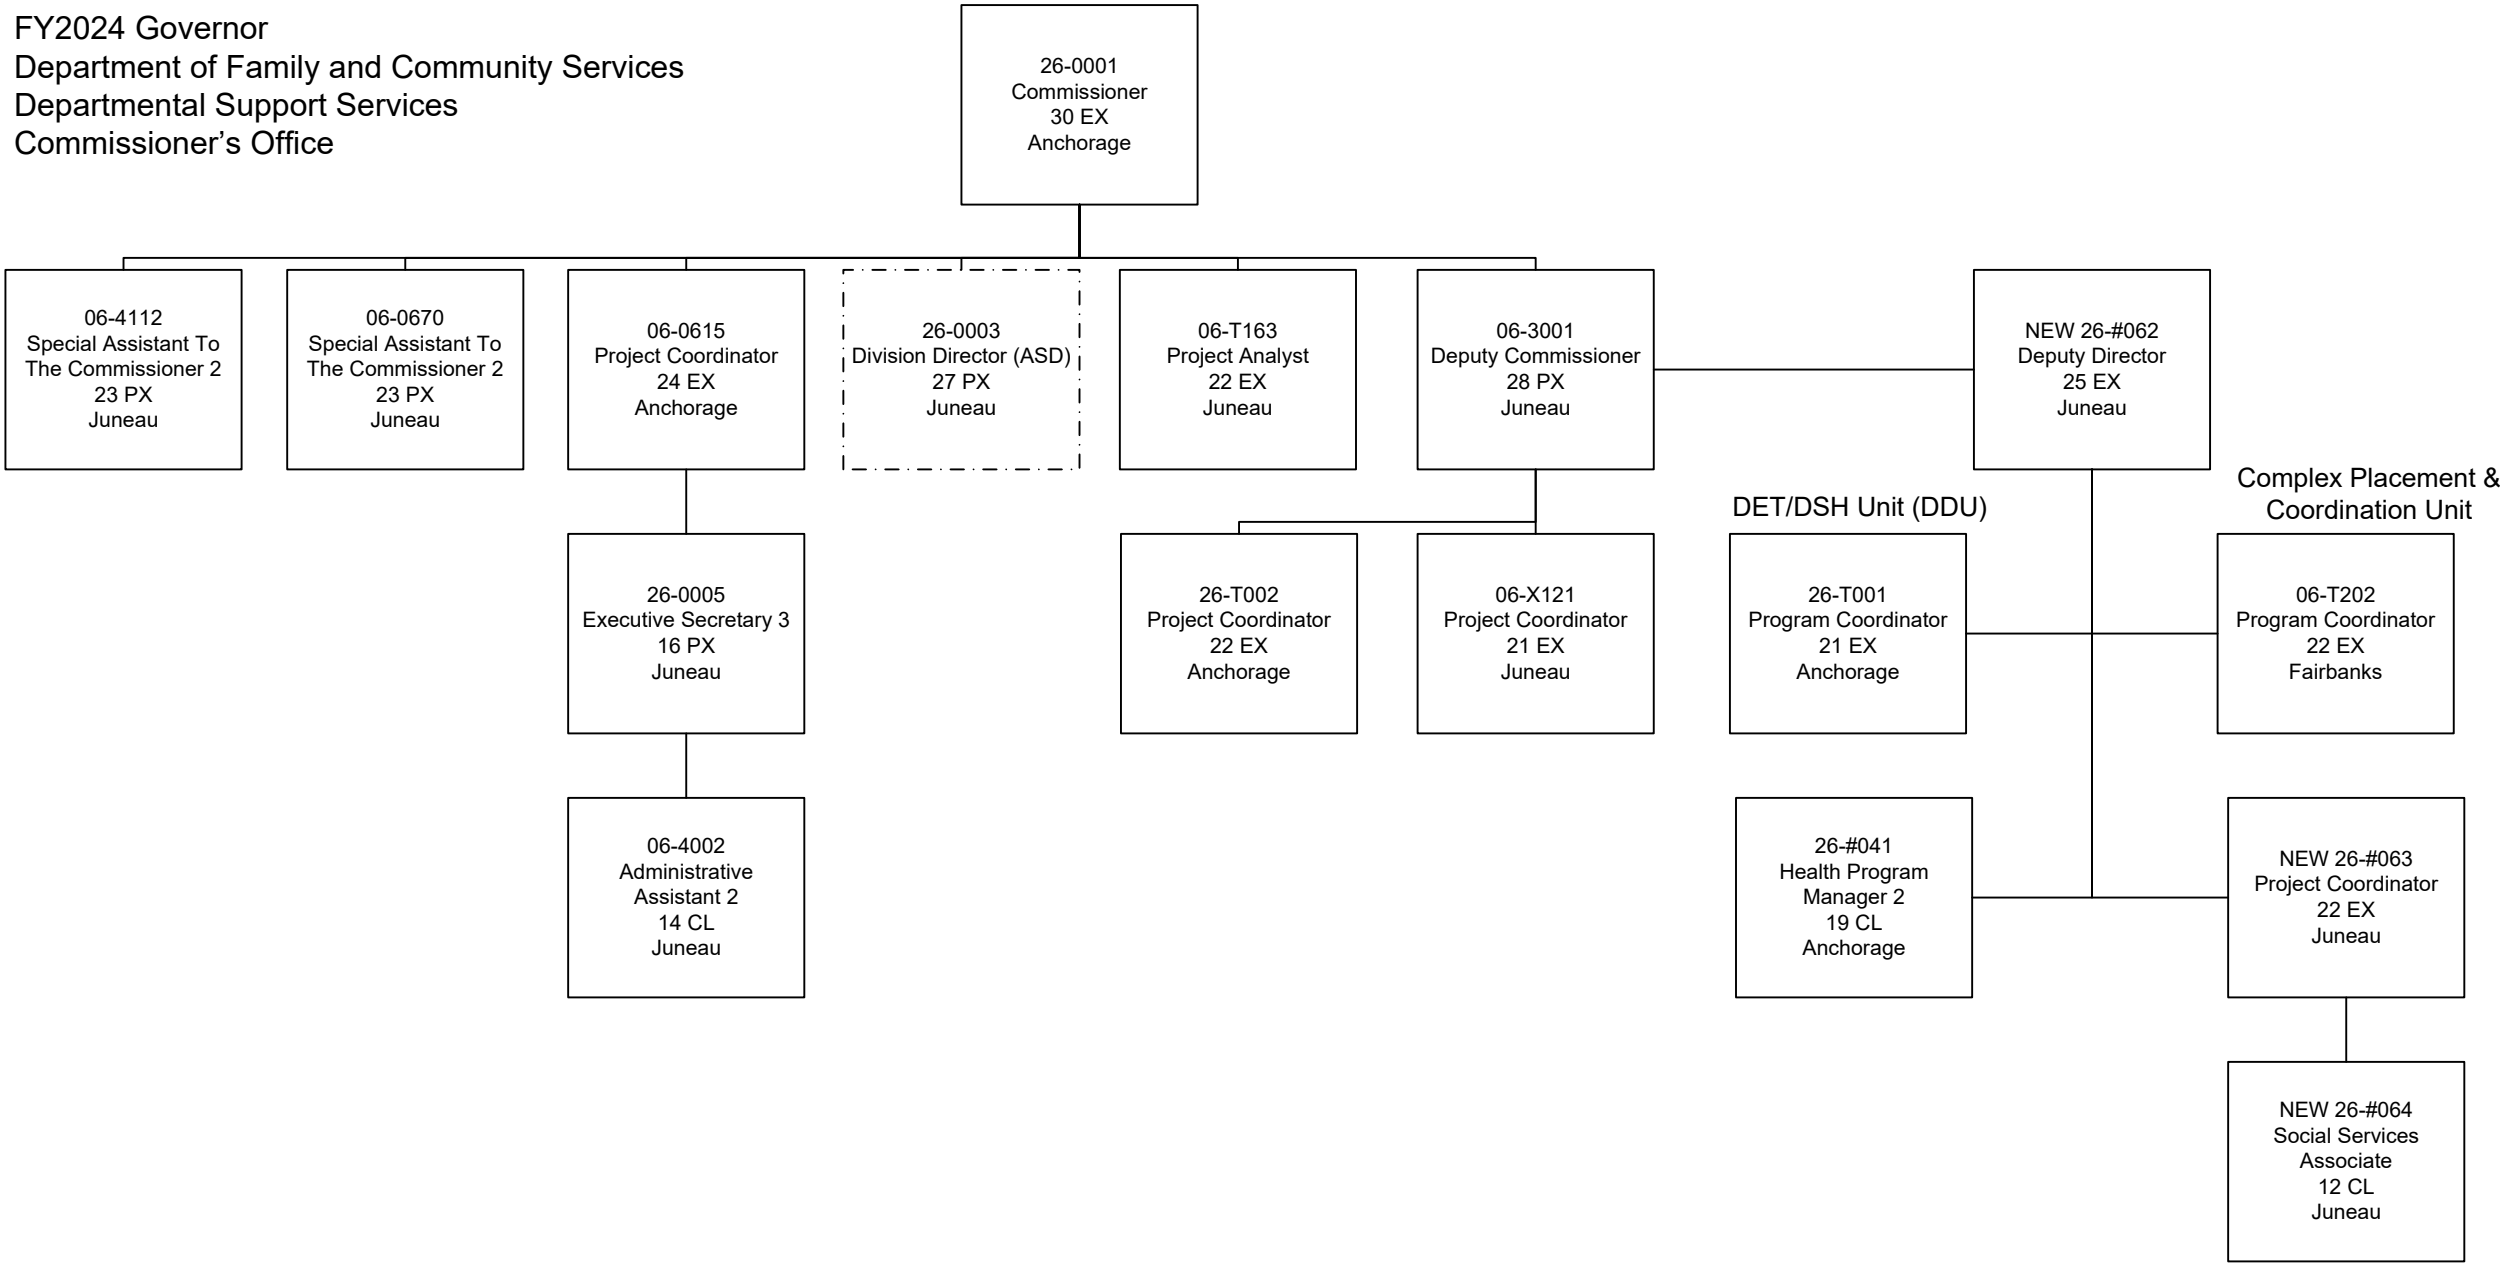 FY2024 Governor
Department of Family and Community Services
Departmental Support Services
Commissioner’s Office
26-0001
Commissioner
30 EX
Anchorage
06-4112
Special Assistant To
The Commissioner 2
23 PX
Juneau
06-0670
Special Assistant To
The Commissioner 2
23 PX
Juneau
06-0615
Project Coordinator
24 EX
Anchorage
26-0003
Division Director (ASD)
27 PX
Juneau
06-T163
Project Analyst
22 EX
Juneau
06-3001
Deputy Commissioner
28 PX
Juneau
NEW 26-#062
Deputy Director
25 EX
Juneau
DET/DSH Unit (DDU)
Complex Placement &
Coordination Unit
26-0005
Executive Secretary 3
16 PX
Juneau
26-T002
Project Coordinator
22 EX
Anchorage
06-X121
Project Coordinator
21 EX
Juneau
26-T001
Program Coordinator
21 EX
Anchorage
06-T202
Program Coordinator
22 EX
Fairbanks
06-4002
Administrative
Assistant 2
14 CL
Juneau
26-#041
Health Program
Manager 2
19 CL
Anchorage
NEW 26-#063
Project Coordinator
22 EX
Juneau
NEW 26-#064
Social Services
Associate
12 CL
Juneau